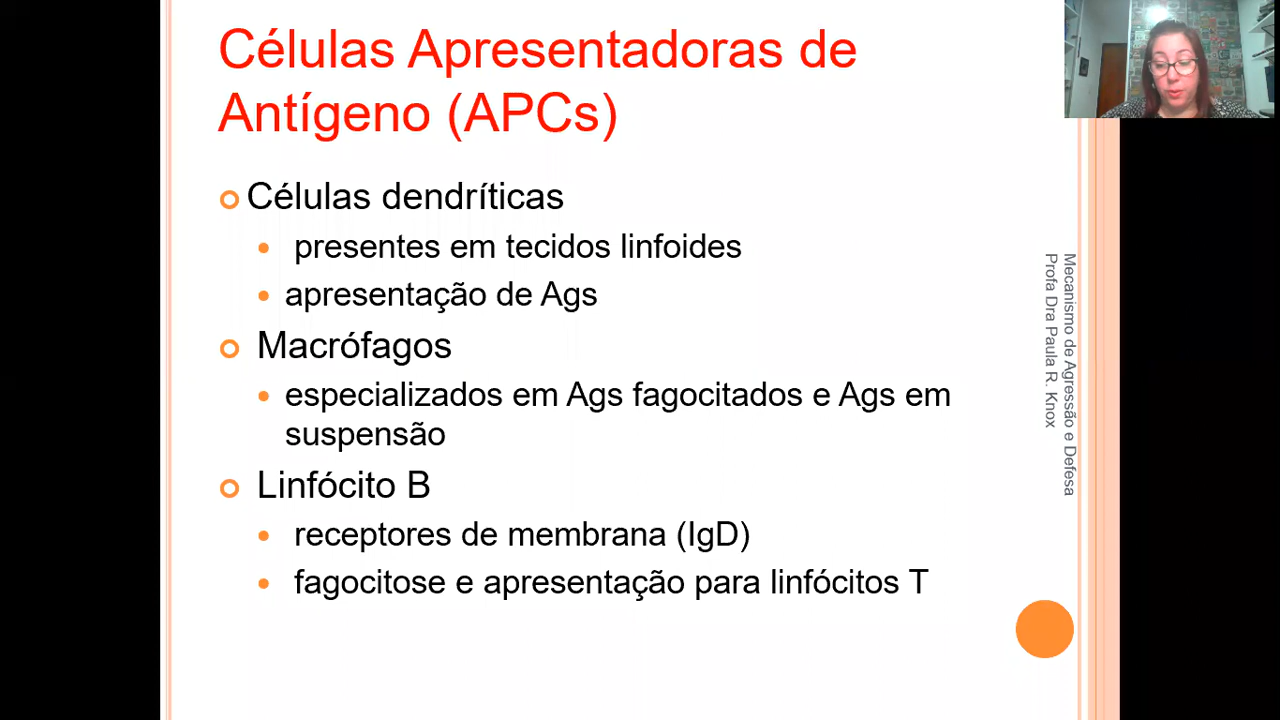 Células Apresentadoras de
Antígeno (APCs)
Células dendríticas
presentes em tecidos linfoides
apresentação de Ags
Macrófagos
especializados em Ags fagocitados e Ags em
suspensão
Linfócito B
receptores de membrana (IgD)
fagocitose e apresentação para linfócitos T
Mecanismo de Agressão e Defesa
Profa Dra Paula R. Knox